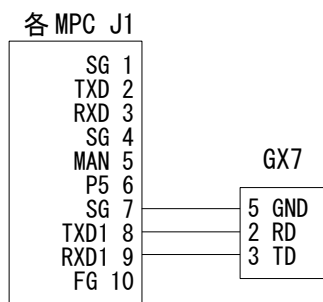 各MPC J1
SG 1
TXD 2
RXD 3
SG 4
MAN 5
P5 6
SG 7
TXD1 8
RXD1 9
FG 10
GX7
5 GND
2 RD
3 TD